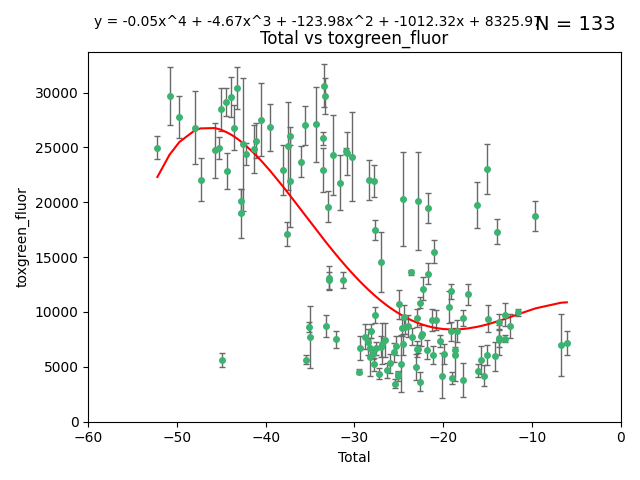 y = -0.05x^4 + -4.67x^3 + -123.98x^2 + -1012.32x + 8325.97
N = 133
Total vs toxgreen_fluor
toxgreen_fluor
30000
25000
20000
15000
10000
5000
0
−60
−50
−40
−30
−20
−10
0
Total